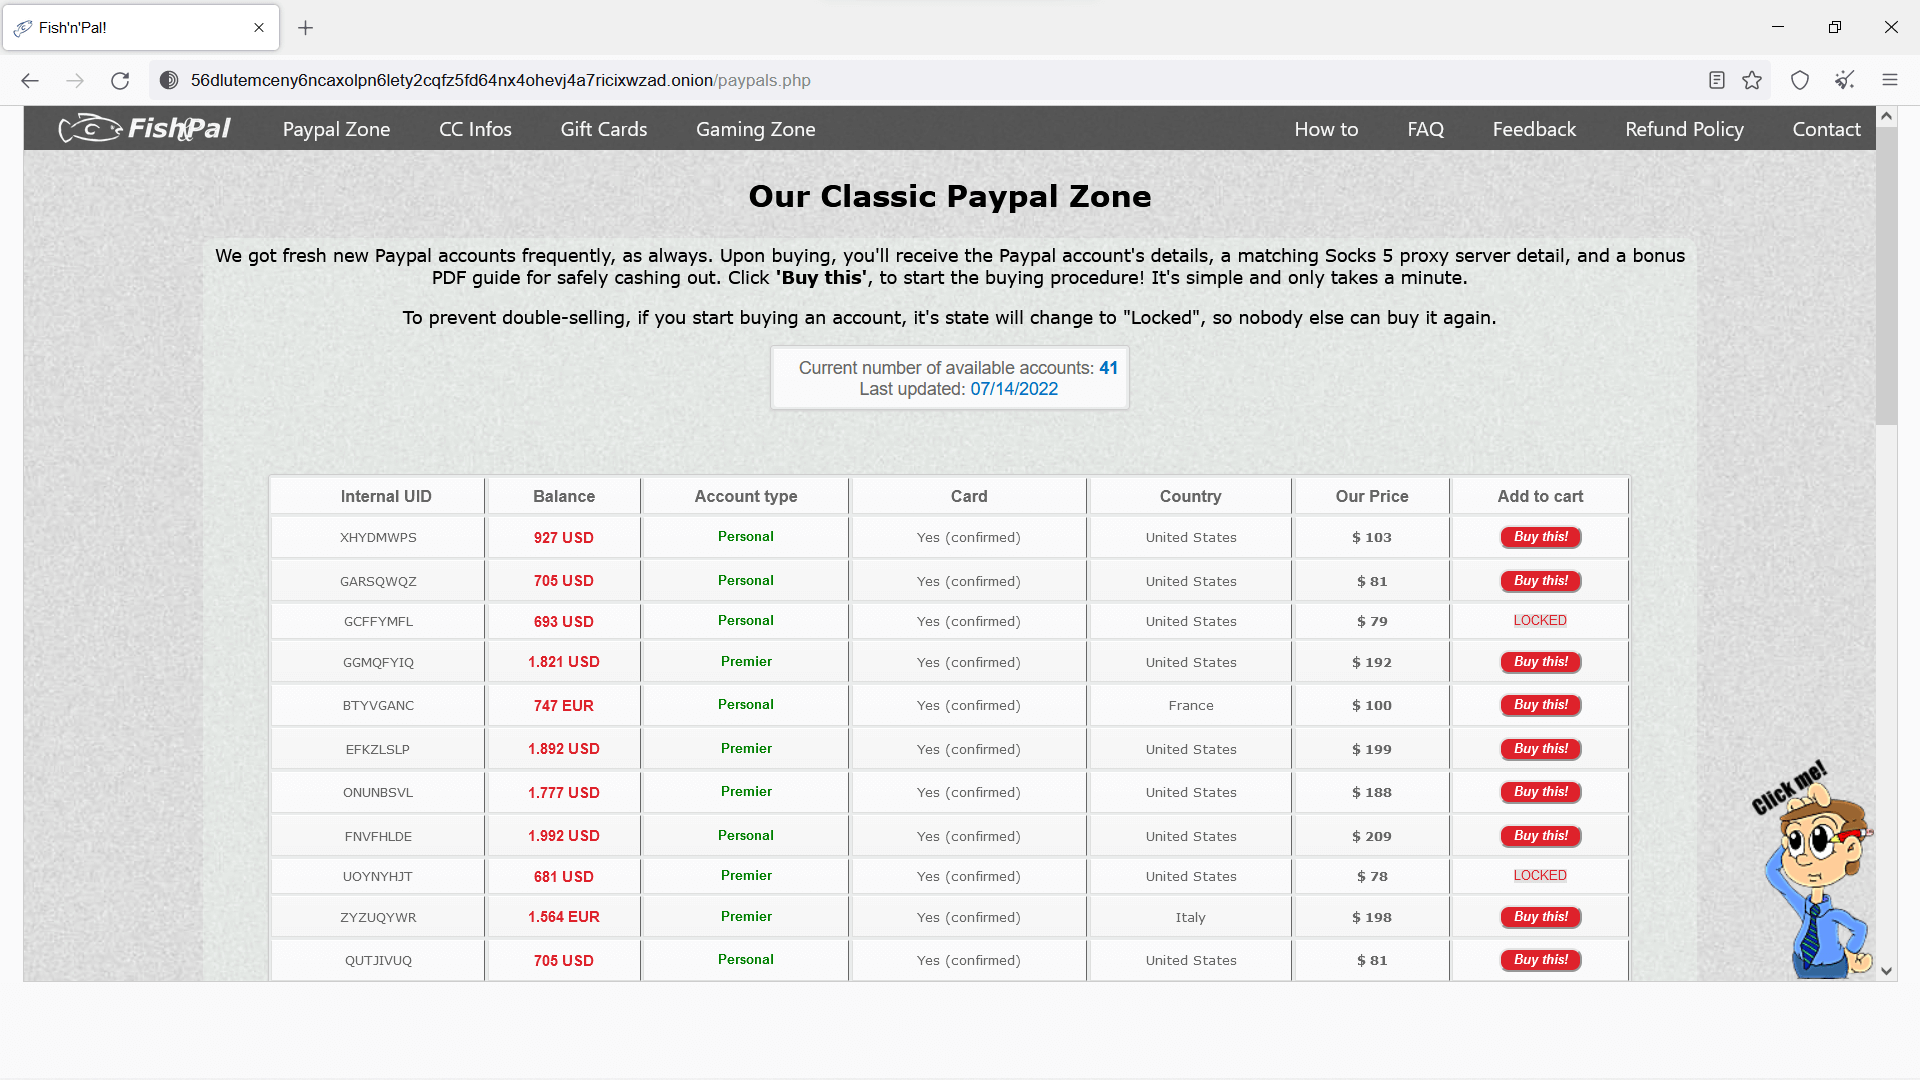 Fish'n'Pal!
56dlutemceny6ncaxolpn6lety2cqfz5fd64nx4ohevj4a7ricixwzad.onion/paypals.php
Fish&Pal Paypal Zone CC Infos Gift Cards Gaming Zone How to FAQ Feedback Refund Policy Contact
Our Classic Paypal Zone
We got fresh new Paypal accounts frequently, as always. Upon buying, you'll receive the Paypal account's details, a matching Socks 5 proxy server detail, and a bonus
PDF guide for safely cashing out. Click 'Buy this', to start the buying procedure! It's simple and only takes a minute.
To prevent double-selling, if you start buying an account, it's state will change to "Locked", so nobody else can buy it again.
Current number of available accounts: 41
Last updated: 07/14/2022
Internal UID Balance Account type Card Country Our Price Add to cart
XHYDMWPS 927 USD Personal Yes (confirmed) United States $ 103 Buy this!
GARSQWQZ 705 USD Personal Yes (confirmed) United States $ 81 Buy this!
GCFFYMFL 693 USD Personal Yes (confirmed) United States $ 79 LOCKED
GGMQFYIQ 1.821 USD Premier Yes (confirmed) United States $ 192 Buy this!
BTYVGANC 747 EUR Personal Yes (confirmed) France $ 100 Buy this!
EFKZLSLP 1.892 USD Premier Yes (confirmed) United States $ 199 Buy this!
ONUNBSVL 1.777 USD Premier Yes (confirmed) United States $ 188 Buy this!
FNVFHLDE 1.992 USD Personal Yes (confirmed) United States $ 209 Buy this!
UOYNYHJT 681 USD Premier Yes (confirmed) United States $ 78 LOCKED
ZYZUQYWR 1.564 EUR Premier Yes (confirmed) Italy $ 198 Buy this!
QUTJIVUQ 705 USD Personal Yes (confirmed) United States $ 81 Buy this!
Click me!